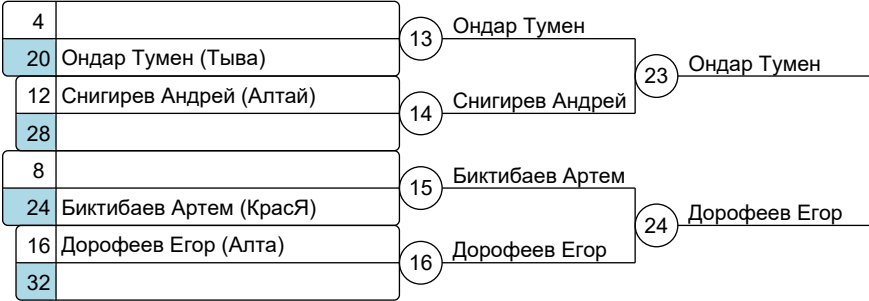 4
13 Ондар Тумен
20 Ондар Тумен (Тыва)
23 Ондар Тумен
12 Снигирев Андрей (Алтай)
14 Снигирев Андрей
28
8
15 Биктибаев Артем
24 Биктибаев Артем (КрасЯ)
24 Дорофеев Егор
16 Дорофеев Егор (Алта)
16 Дорофеев Егор
32